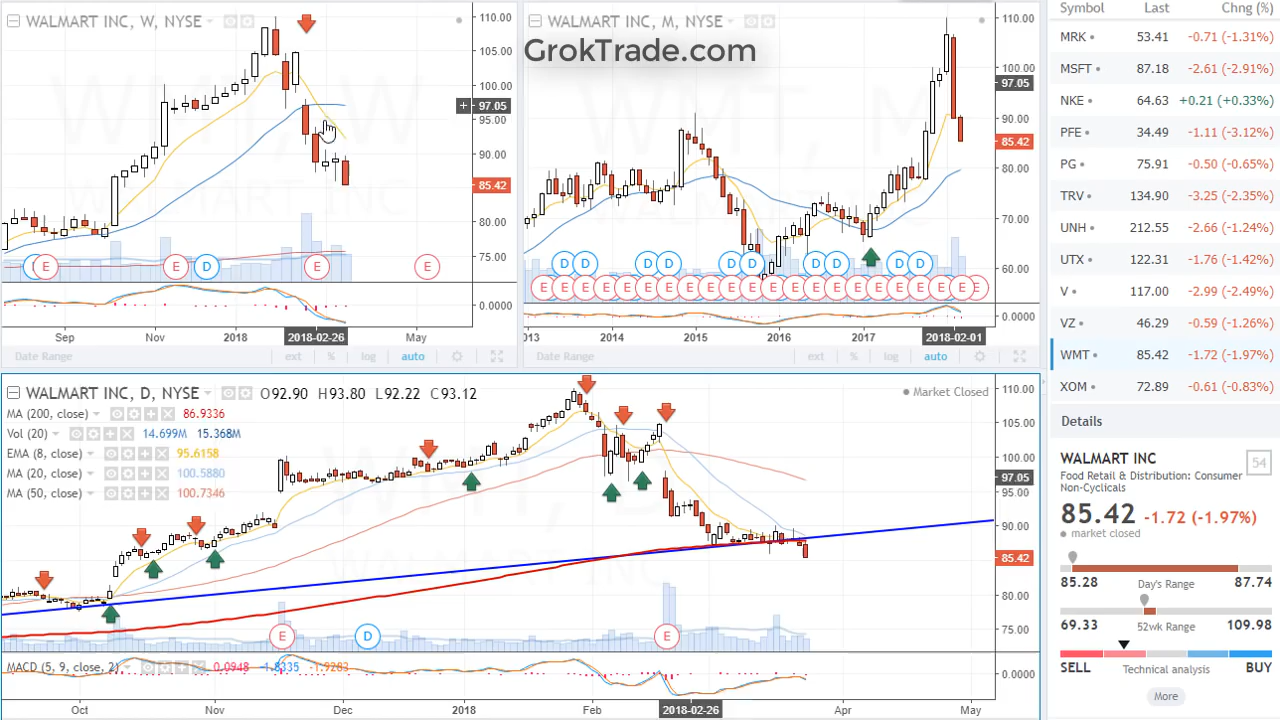 WALMART INC, W, NYSE
110.00
105.00
100.00
97.05
95.00
90.00
85.42
80.00
75.00
E
E
D
E
E
0.0000
Sep
Nov
2018
2018-02-26
May
Date Range
ext
%
log
auto
WALMART INC, M, NYSE
GrokTrade.com
110.00
100.00
97.05
90.00
85.42
80.00
70.00
60.00
D D D D D D D D D D
E E E E E E E E E E E E E E E E E E E E E E
0.0000
2013
2014
2015
2016
2017
2018-02-01
Date Range
ext
%
log
auto
WALMART INC, D, NYSE
O92.90 H93.80 L92.22 C93.12
Market Closed
MA (200, close)
86.9336
Vol (20)
14.699M 15.368M
EMA (8, close)
95.6158
MA (20, close)
100.5880
MA (50, close)
100.7346
110.00
105.00
100.00
97.05
95.00
90.00
85.42
80.00
75.00
E
D
E
MACD (5, 9, close, 2)
0.0948
0.0000
Oct
Nov
Dec
2018
Feb
2018-02-26
Apr
May
Symbol Last Chng (%)
MRK 53.41 -0.71 (-1.31%)
MSFT 87.18 -2.61 (-2.91%)
NKE 64.63 +0.21 (+0.33%)
PFE 34.49 -1.11 (-3.12%)
PG 75.91 -0.50 (-0.65%)
TRV 134.90 -3.25 (-2.35%)
UNH 212.55 -2.66 (-1.24%)
UTX 122.31 -1.76 (-1.42%)
V 117.00 -2.99 (-2.49%)
VZ 46.29 -0.59 (-1.26%)
WMT 85.42 -1.72 (-1.97%)
XOM 72.89 -0.61 (-0.83%)
Details
WALMART INC
54
Food Retail & Distribution: Consumer
Non-Cyclicals
85.42 -1.72 (-1.97%)
market closed
85.28 Day's Range 87.74
69.33 52wk Range 109.98
SELL Technical analysis BUY
More